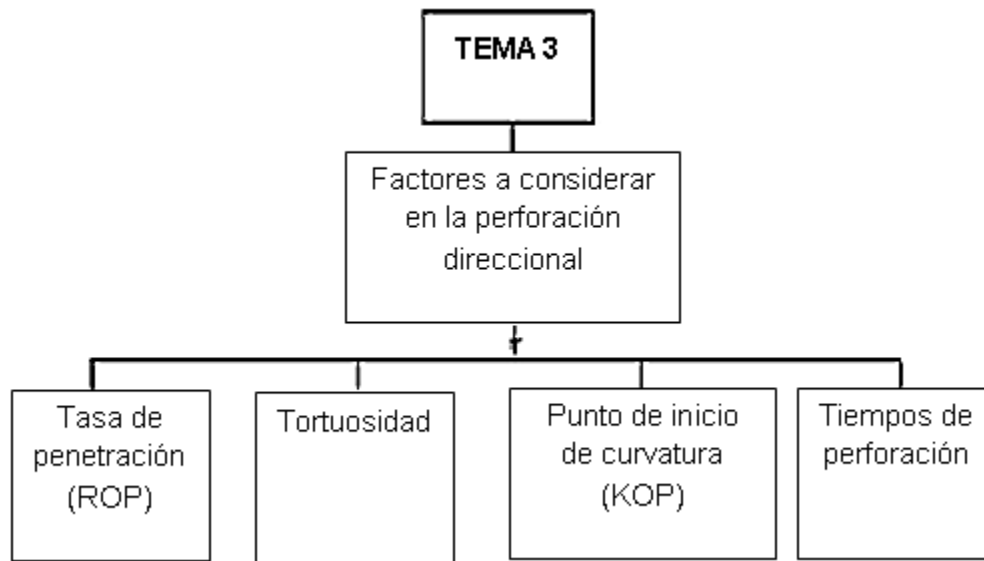 TEMA 3
Factores a considerar
en la perforación
direccional
Tasa de
penetración
(ROP)
Tortuosidad
Punto de inicio
de curvatura
(KOP)
Tiempos de
perforación